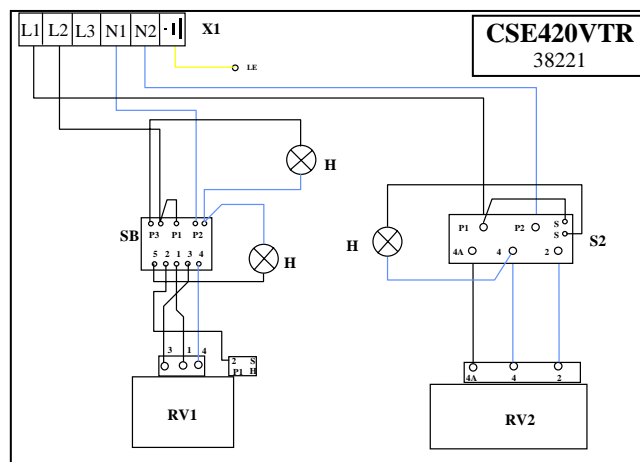 L1 L2 L3 N1 N2 X1
CSE420VTR
38221
LE
H
P3 P1 P2
SB
5 2 1 3 4
H
H
P1 P2 S
S
S2
4A 4 2
3 1 4
2 S
P1 H
RV1
4A 4 2
RV2